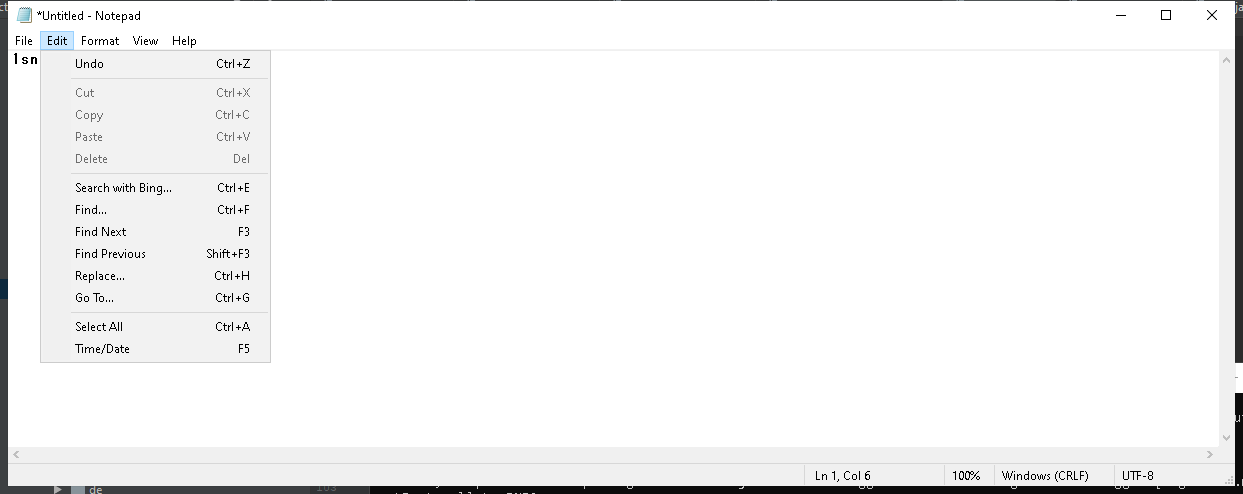 *Untitled - Notepad
File Edit Format View Help
Undo Ctrl+Z
Cut Ctrl+X
Copy Ctrl+C
Paste Ctrl+V
Delete Del
Search with Bing... Ctrl+E
Find... Ctrl+F
Find Next F3
Find Previous Shift+F3
Replace... Ctrl+H
Go To... Ctrl+G
Select All Ctrl+A
Time/Date F5
Ln 1, Col 6 100% Windows (CRLF) UTF-8
de